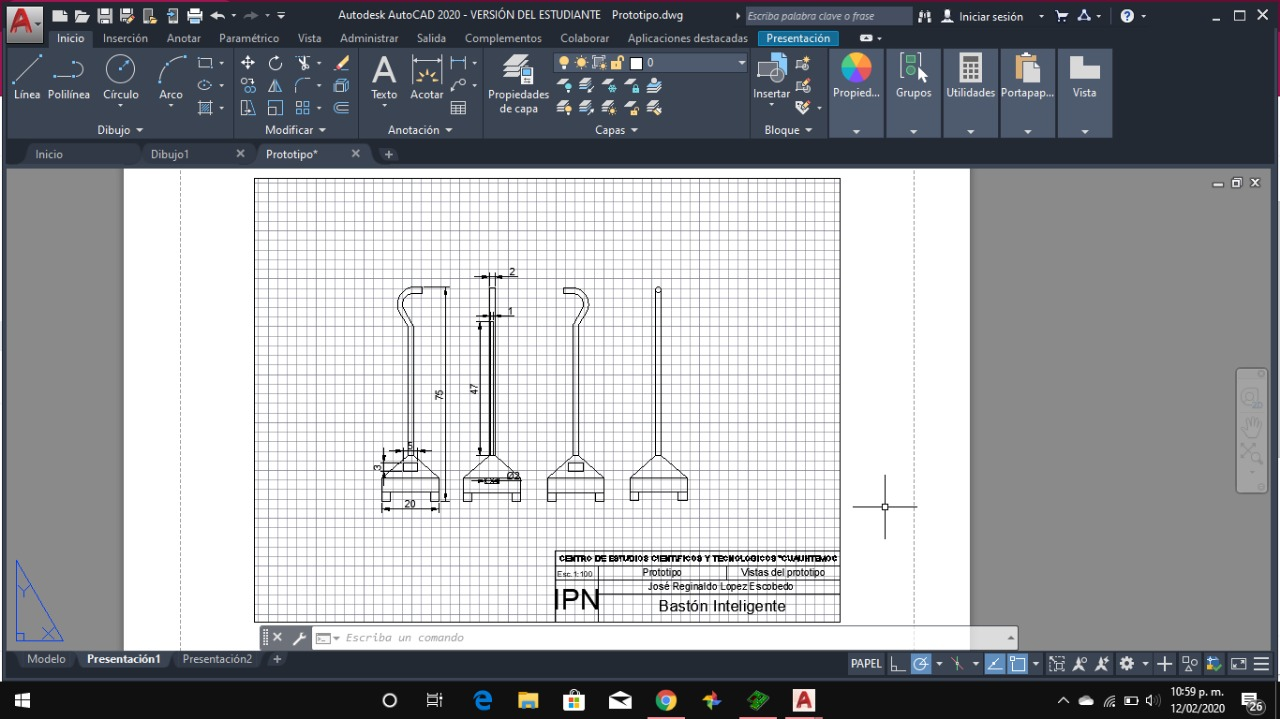 Autodesk AutoCAD 2020 - VERSIÓN DEL ESTUDIANTE Prototipo.dwg
Escriba palabra clave o frase
Iniciar sesión
Inicio Inserción Anotar Paramétrico Vista Administrar Salida Complementos Colaborar Aplicaciones destacadas Presentación
0
Línea Polilínea Círculo Arco
Texto Acotar
Propiedades de capa
Insertar
Propied... Grupos Utilidades Portapap... Vista
Dibujo Modificar Anotación Capas Bloque
Inicio Dibujo1 Prototipo*
2
1
75
47
5
3
20
CENTRO DE ESTUDIOS CIENTIFICOS Y TECNOLOGICOS "CUAUHTEMOC
Esc.1:100 Prototipo Vistas del prototipo
José Reginaldo López Escobedo
IPN Bastón Inteligente
Y
X
Escriba un comando
Modelo Presentación1 Presentación2
PAPEL
10:59 p. m.
12/02/2020
26